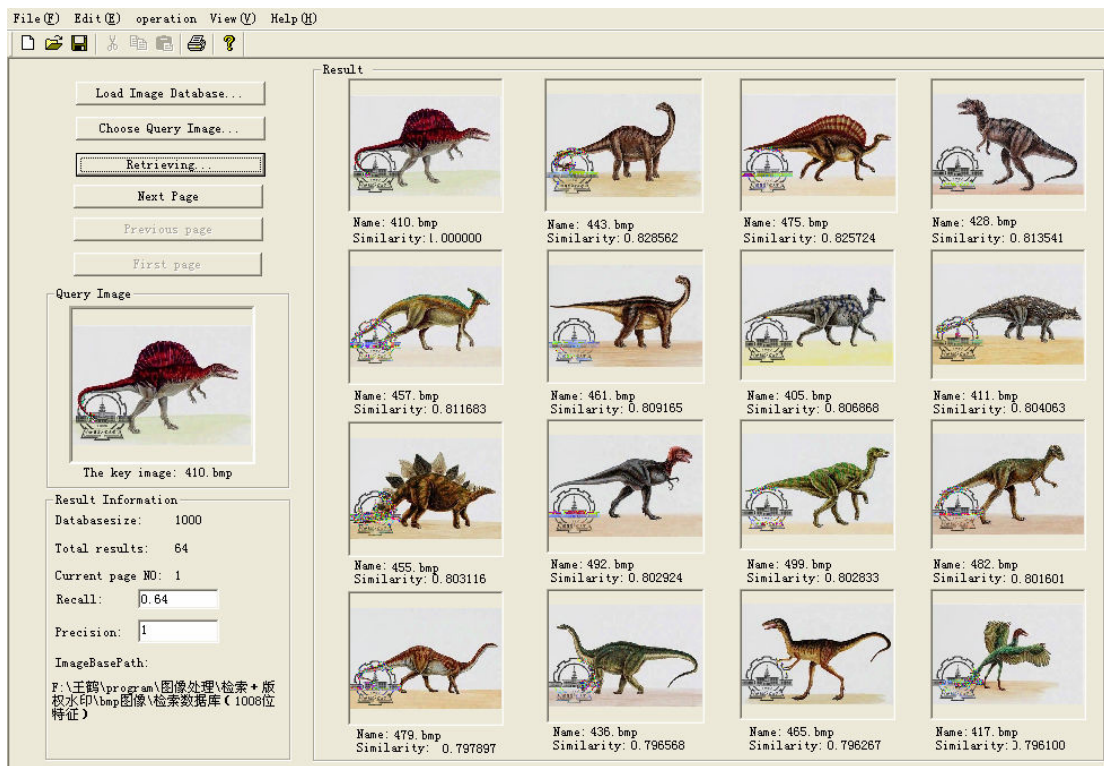 File(F) Edit(E) operation View(V) Help(H)
Load Image Database...
Choose Query Image...
Retrieving...
Next Page
Previous page
First page
Query Image
The key image: 410.bmp
Result Information
Databasesize: 1000
Total results: 64
Current page NO: 1
Recall: 0.64
Precision: 1
ImageBasePath:
F:\王鹤\program\图像处理\检索+版
权水印\bmp图像\检索数据库(1008位
特征)
Result
Name: 410.bmp
Similarity:1.000000
Name: 443.bmp
Similarity: 0.828562
Name: 475.bmp
Similarity: 0.825724
Name: 428.bmp
Similarity: 0.813541
Name: 457.bmp
Similarity: 0.811683
Name: 461.bmp
Similarity: 0.809165
Name: 405.bmp
Similarity: 0.806868
Name: 411.bmp
Similarity: 0.804063
Name: 455.bmp
Similarity: 0.803116
Name: 492.bmp
Similarity: 0.802924
Name: 499.bmp
Similarity: 0.802833
Name: 482.bmp
Similarity: 0.801601
Name: 479.bmp
Similarity: 0.797897
Name: 436.bmp
Similarity: 0.796568
Name: 465.bmp
Similarity: 0.796267
Name: 417.bmp
Similarity: 0.796100